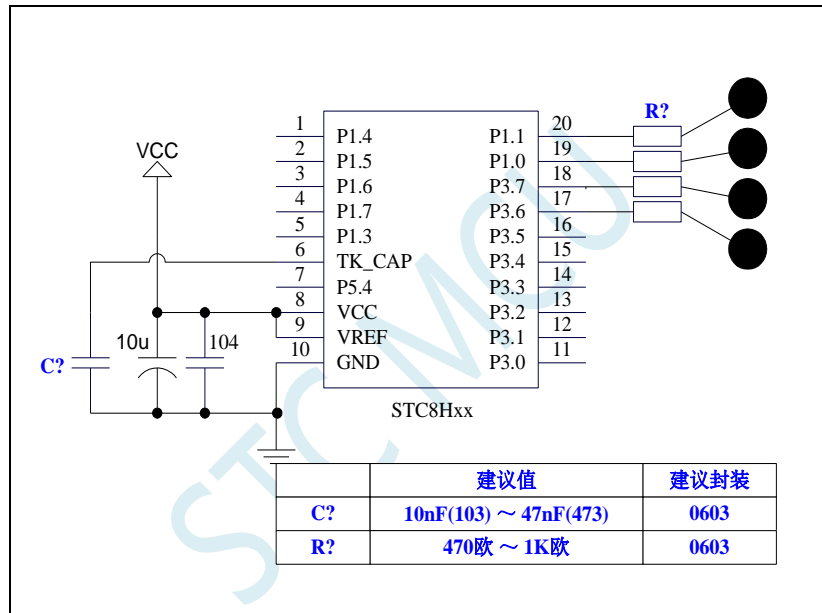 VCC
1 P1.4 P1.1 20 R?
2 P1.5 P1.0 19
3 P1.6 P3.7 18
4 P1.7 P3.6 17
5 P1.3 P3.5 16
6 TK_CAP P3.4 15
7 P5.4 P3.3 14
8 VCC P3.2 13
9 VREF P3.1 12
10 GND P3.0 11
C? 10u 104
STC8Hxx
STC MCU
建议值 建议封装
C? 10nF(103) ～ 47nF(473) 0603
R? 470欧 ～ 1K欧 0603